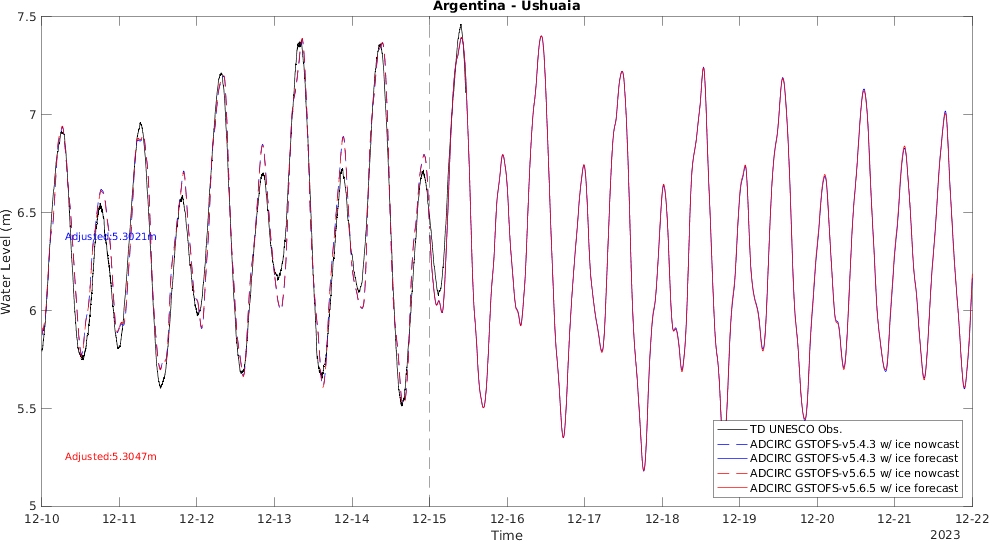 Argentina - Ushuaia
Water Level (m)
7.5
7
6.5
6
5.5
5
Adjusted:5.3021m
Adjusted:5.3047m
TD UNESCO Obs.
ADCIRC GSTOFS-v5.4.3 w/ ice nowcast
ADCIRC GSTOFS-v5.4.3 w/ ice forecast
ADCIRC GSTOFS-v5.6.5 w/ ice nowcast
ADCIRC GSTOFS-v5.6.5 w/ ice forecast
12-10 12-11 12-12 12-13 12-14 12-15 12-16 12-17 12-18 12-19 12-20 12-21 12-22
Time
2023